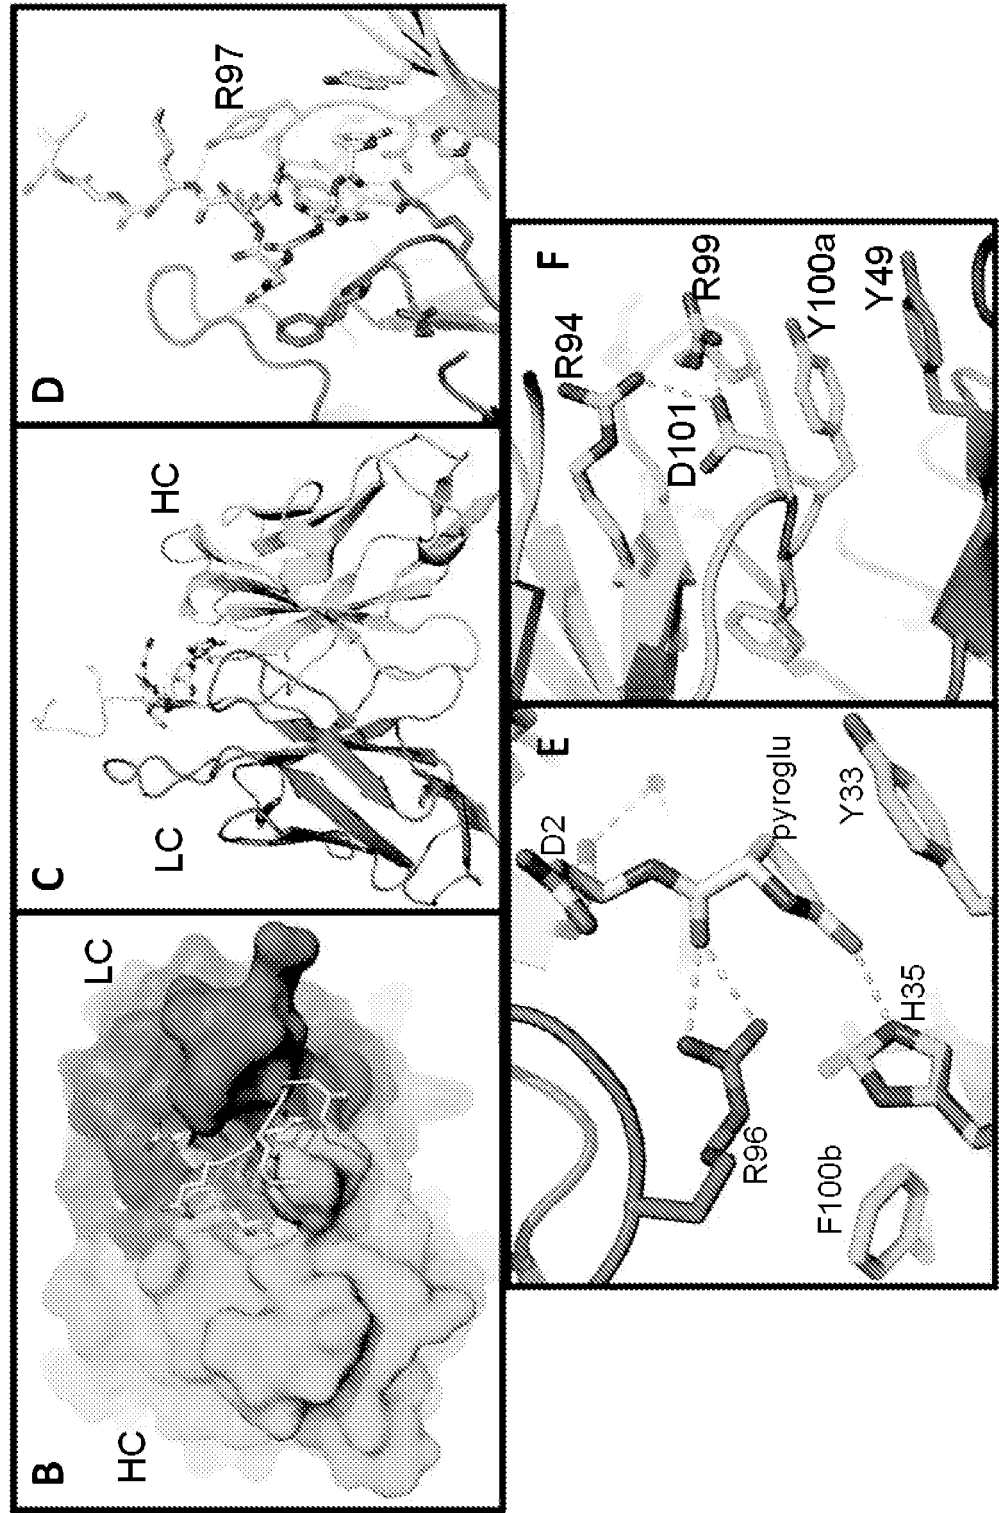 B
HC
LC
C
LC
HC
D
R97
E
D2
pyroglu
Y33
H35
R96
F100b
F
R94
R99
D101
Y100a
Y49